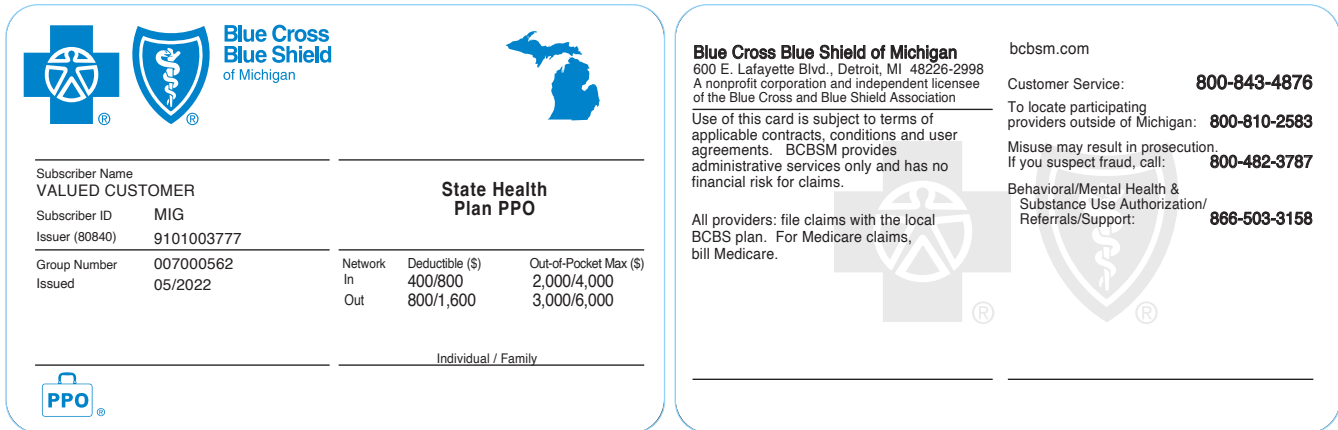 Blue Cross
Blue Shield
of Michigan
®
®
Subscriber Name
VALUED CUSTOMER
Subscriber ID MIG
Issuer (80840) 9101003777
Group Number 007000562
Issued 05/2022
State Health
Plan PPO
Network Deductible ($) Out-of-Pocket Max ($)
In 400/800 2,000/4,000
Out 800/1,600 3,000/6,000
Individual / Family
PPO ®
Blue Cross Blue Shield of Michigan
600 E. Lafayette Blvd., Detroit, MI 48226-2998
A nonprofit corporation and independent licensee
of the Blue Cross and Blue Shield Association
Use of this card is subject to terms of
applicable contracts, conditions and user
agreements. BCBSM provides
administrative services only and has no
financial risk for claims.
All providers: file claims with the local
BCBS plan. For Medicare claims,
bill Medicare.
bcbsm.com
Customer Service: 800-843-4876
To locate participating
providers outside of Michigan: 800-810-2583
Misuse may result in prosecution.
If you suspect fraud, call: 800-482-3787
Behavioral/Mental Health &
Substance Use Authorization/
Referrals/Support: 866-503-3158
®
®